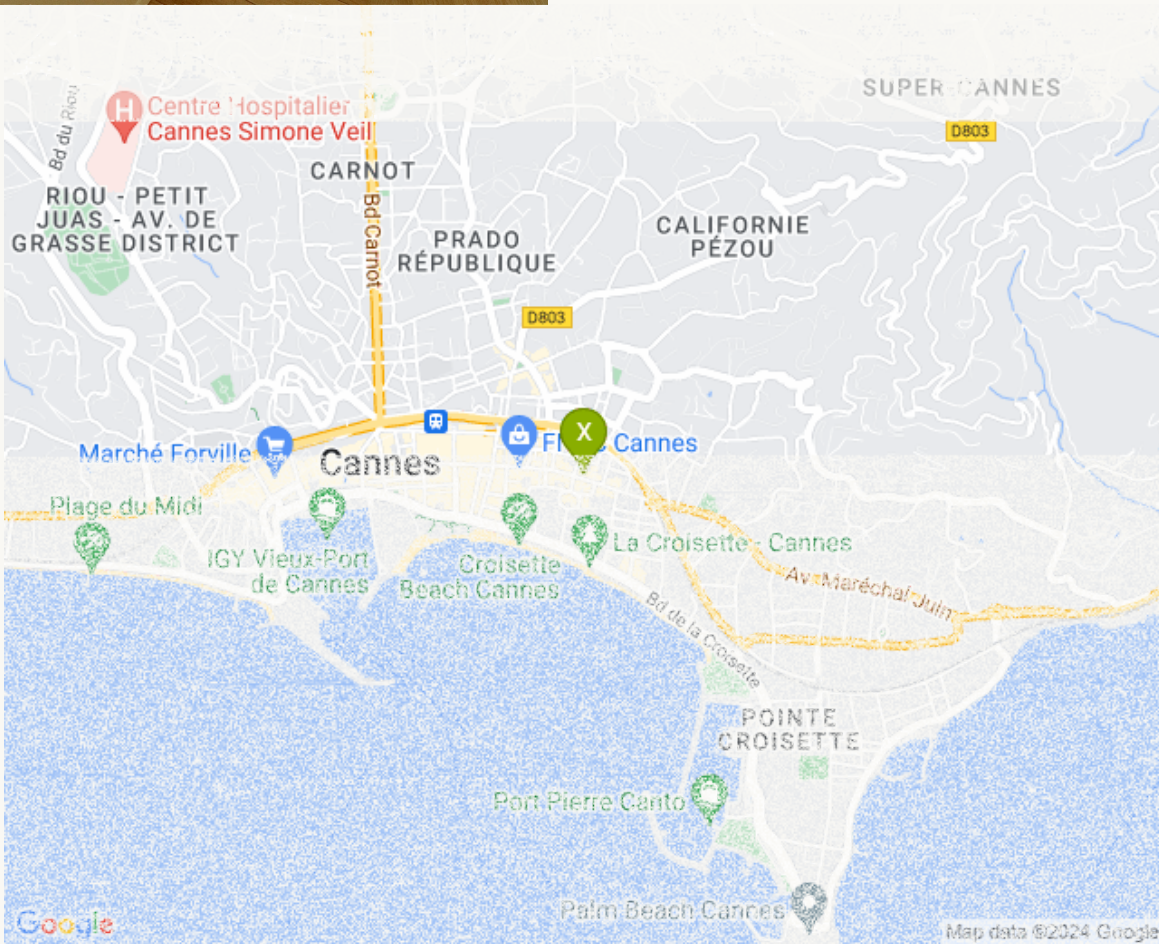 SUPER CANNES
Centre Hospitalier
Cannes Simone Veil
D803
Bd du Riou
CARNOT
RIOU - PETIT
JUAS - AV. DE
GRASSE DISTRICT
Bd Carnot
PRADO
RÉPUBLIQUE
CALIFORNIE
PÉZOU
D803
X
Marché Forville
Cannes
Cannes
Plage du Midi
IGY Vieux-Port
de Cannes
Croisette
Beach Cannes
La Croisette - Cannes
Av. Maréchal Juin
Bd de la Croisette
POINTE
CROISETTE
Port Pierre Canto
Palm Beach Cannes
Google
Map data ©2024 Google